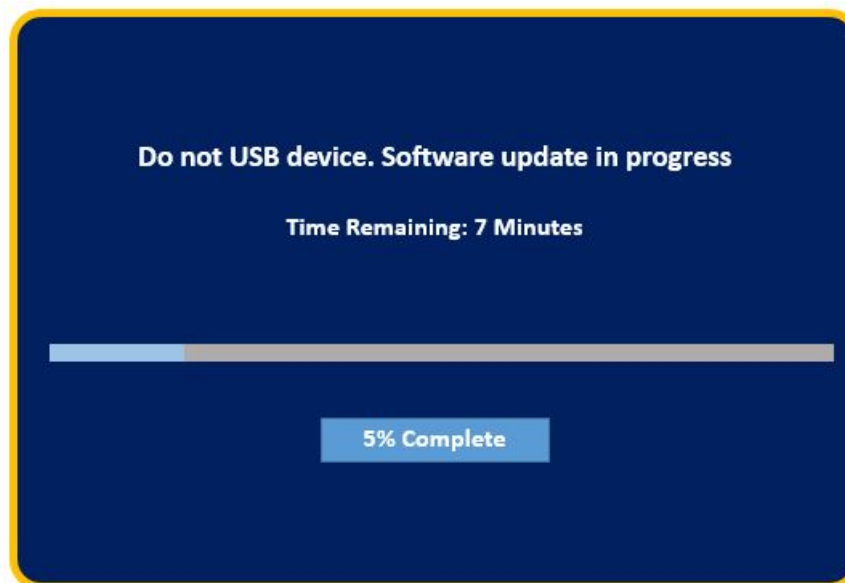 Do not USB device. Software update in progress
Time Remaining: 7 Minutes
5% Complete